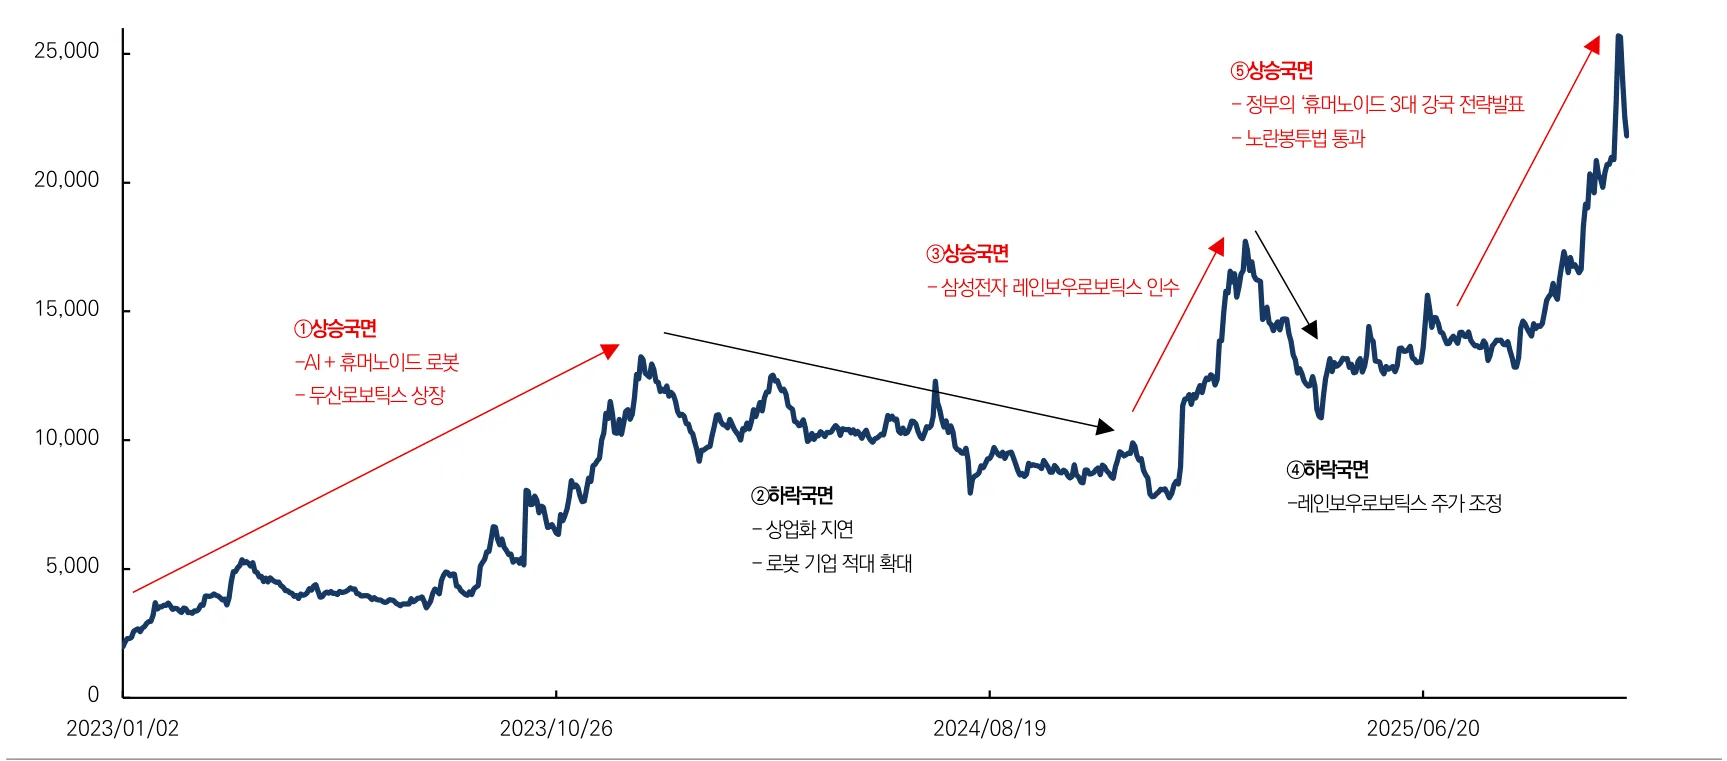 25,000
20,000
15,000
10,000
5,000
0
2023/01/02
2023/10/26
2024/08/19
2025/06/20
①상승국면
-AI + 휴머노이드 로봇
- 두산로보틱스 상장
②하락국면
- 상업화 지연
- 로봇 기업 적대 확대
③상승국면
- 삼성전자 레인보우로보틱스 인수
④하락국면
-레인보우로보틱스 주가 조정
⑤상승국면
- 정부의 ‘휴머노이드 3대 강국 전략발표
- 노란봉투법 통과